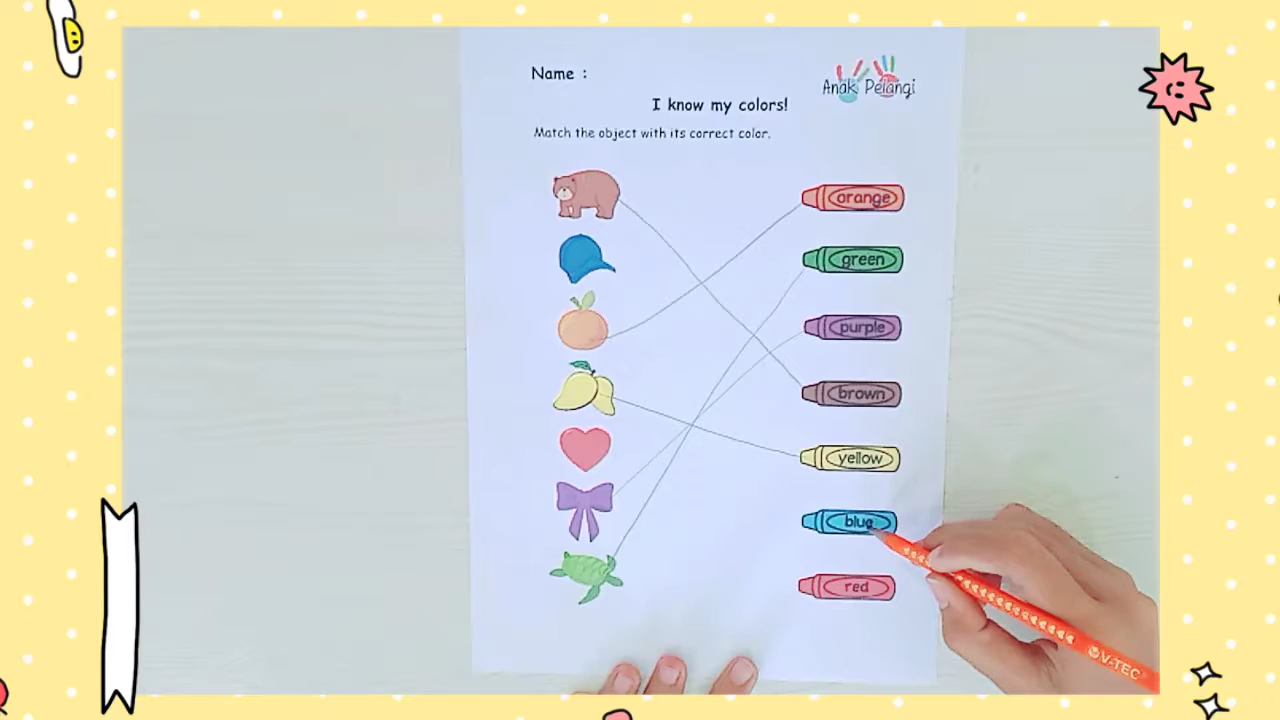 Name :
Anak Pelangi
I know my colors!
Match the object with its correct color.
orange
green
purple
brown
yellow
blue
red
V-TEC